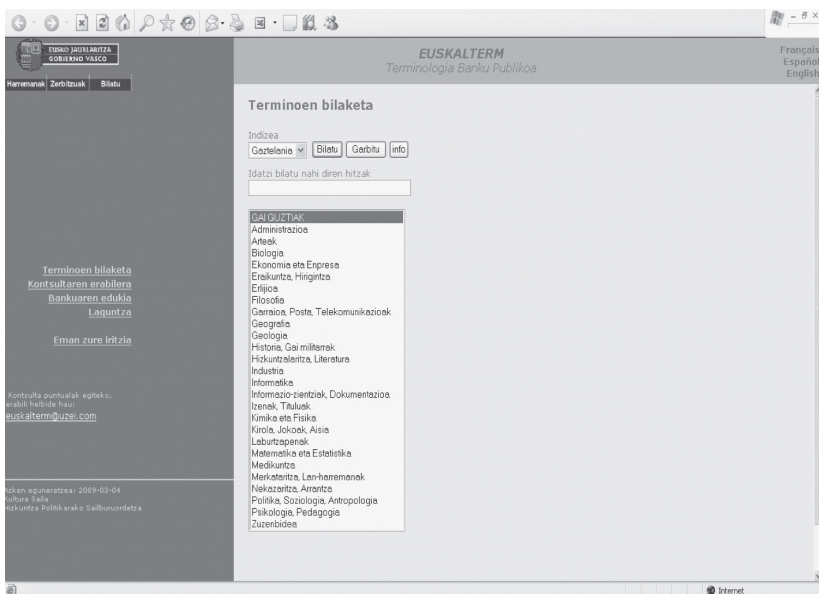 EUSKO JAURLARITZA
GOBIERNO VASCO
Harremanak Zerbitzuak Bilatu
EUSKALTERM
Terminologia Banku Publikoa
Français
Español
English
Terminoen bilaketa
Kontsultaren erabilera
Bankuaren edukia
Laguntza
Eman zure iritzia
Kontsulta puntualak egiteko,
erabili helbide hau:
euskalterm@uzei.com
Azken eguneratzea: 2009-03-04
Kultura Saila
Hizkuntza Politikarako Sailburuordetza
Terminoen bilaketa
Indizea
Gaztelania Bilatu Garbitu info
Idatzi bilatu nahi diren hitzak
GAI GUZTIAK
Administrazioa
Arteak
Biologia
Ekonomia eta Enpresa
Eraikuntza, Hirigintza
Erlijioa
Filosofia
Garraioa, Posta, Telekomunikazioak
Geografia
Geologia
Historia, Gai militarrak
Hizkuntzalaritza, Literatura
Industria
Informatika
Informazio-zientziak, Dokumentazioa
Izenak, Tituluak
Kimika eta Fisika
Kirola, Jokoak, Aisia
Laburtzapenak
Matematika eta Estatistika
Medikuntza
Merkataritza, Lan-harremanak
Nekazaritza, Arrantza
Politika, Soziologia, Antropologia
Psikologia, Pedagogia
Zuzenbidea
Internet